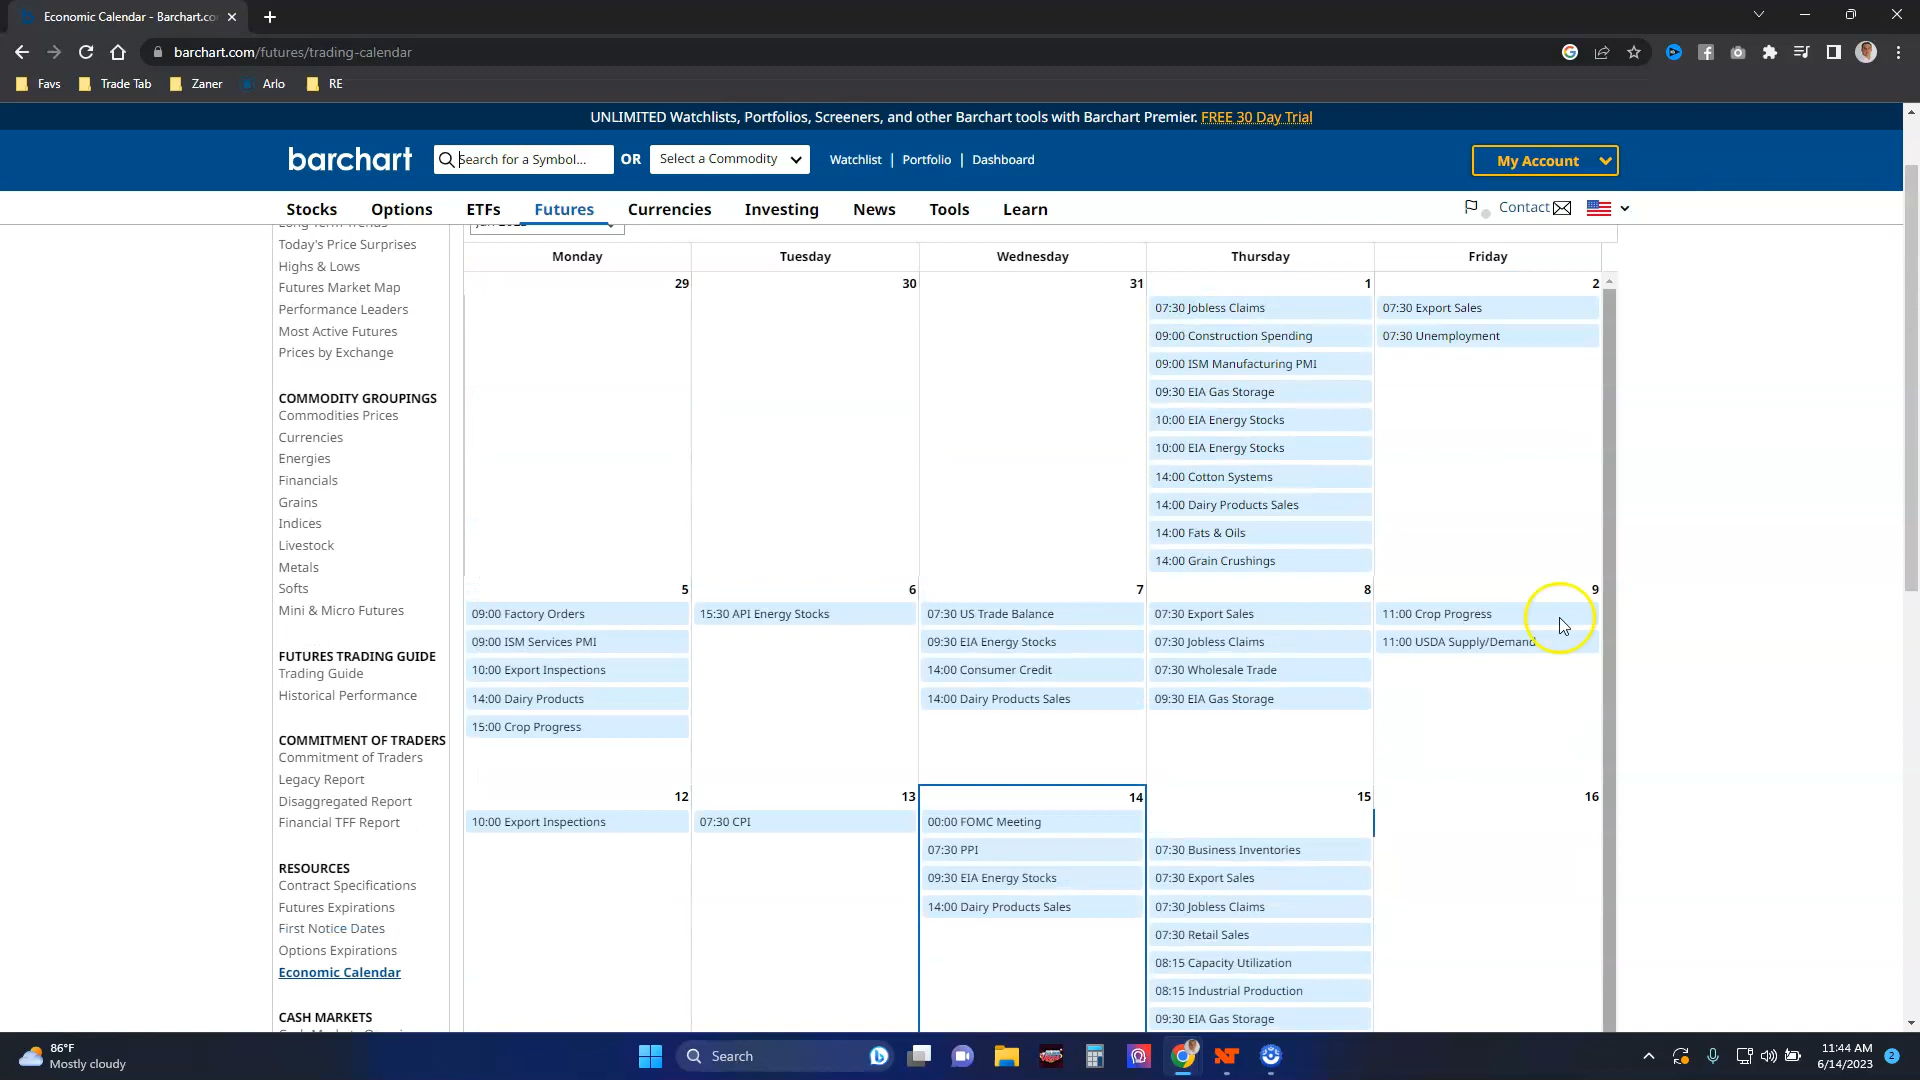 Economic Calendar - Barchart.co
barchart.com/futures/trading-calendar
Favs Trade Tab Zaner Arlo RE
UNLIMITED Watchlists, Portfolios, Screeners, and other Barchart tools with Barchart Premier. FREE 30 Day Trial
barchart Search for a Symbol... OR Select a Commodity Watchlist | Portfolio | Dashboard My Account
Stocks Options ETFs Futures Currencies Investing News Tools Learn Contact
Today's Price Surprises
Highs & Lows
Futures Market Map
Performance Leaders
Most Active Futures
Prices by Exchange
COMMODITY GROUPINGS
Commodities Prices
Currencies
Energies
Financials
Grains
Indices
Livestock
Metals
Softs
Mini & Micro Futures
FUTURES TRADING GUIDE
Trading Guide
Historical Performance
COMMITMENT OF TRADERS
Commitment of Traders
Legacy Report
Disaggregated Report
Financial TFF Report
RESOURCES
Contract Specifications
Futures Expirations
First Notice Dates
Options Expirations
Economic Calendar
CASH MARKETS
Monday Tuesday Wednesday Thursday Friday
29 30 31 1 2
07:30 Jobless Claims
09:00 Construction Spending
09:00 ISM Manufacturing PMI
09:30 EIA Gas Storage
10:00 EIA Energy Stocks
10:00 EIA Energy Stocks
14:00 Cotton Systems
14:00 Dairy Products Sales
14:00 Fats & Oils
14:00 Grain Crushings
07:30 Export Sales
07:30 Unemployment
5 6 7 8 9
09:00 Factory Orders
09:00 ISM Services PMI
10:00 Export Inspections
14:00 Dairy Products
15:00 Crop Progress
15:30 API Energy Stocks
07:30 US Trade Balance
09:30 EIA Energy Stocks
14:00 Consumer Credit
14:00 Dairy Products Sales
07:30 Export Sales
07:30 Jobless Claims
07:30 Wholesale Trade
09:30 EIA Gas Storage
11:00 Crop Progress
11:00 USDA Supply/Demand
12 13 14 15 16
10:00 Export Inspections
07:30 CPI
00:00 FOMC Meeting
07:30 PPI
09:30 EIA Energy Stocks
14:00 Dairy Products Sales
07:30 Business Inventories
07:30 Export Sales
07:30 Jobless Claims
07:30 Retail Sales
08:15 Capacity Utilization
08:15 Industrial Production
09:30 EIA Gas Storage
86°F
Mostly cloudy
Search
11:44 AM
6/14/2023
2